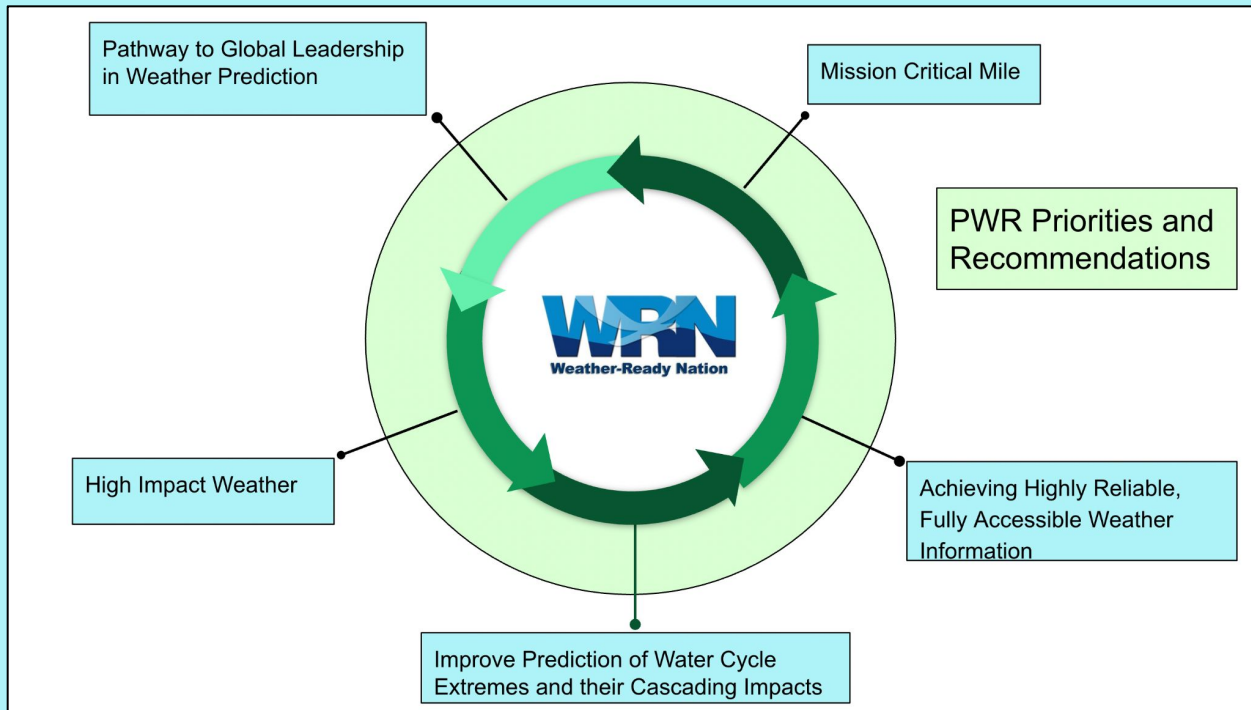 Pathway to Global Leadership
in Weather Prediction
Mission Critical Mile
PWR Priorities and
Recommendations
WRN
Weather-Ready Nation
High Impact Weather
Achieving Highly Reliable,
Fully Accessible Weather
Information
Improve Prediction of Water Cycle
Extremes and their Cascading Impacts